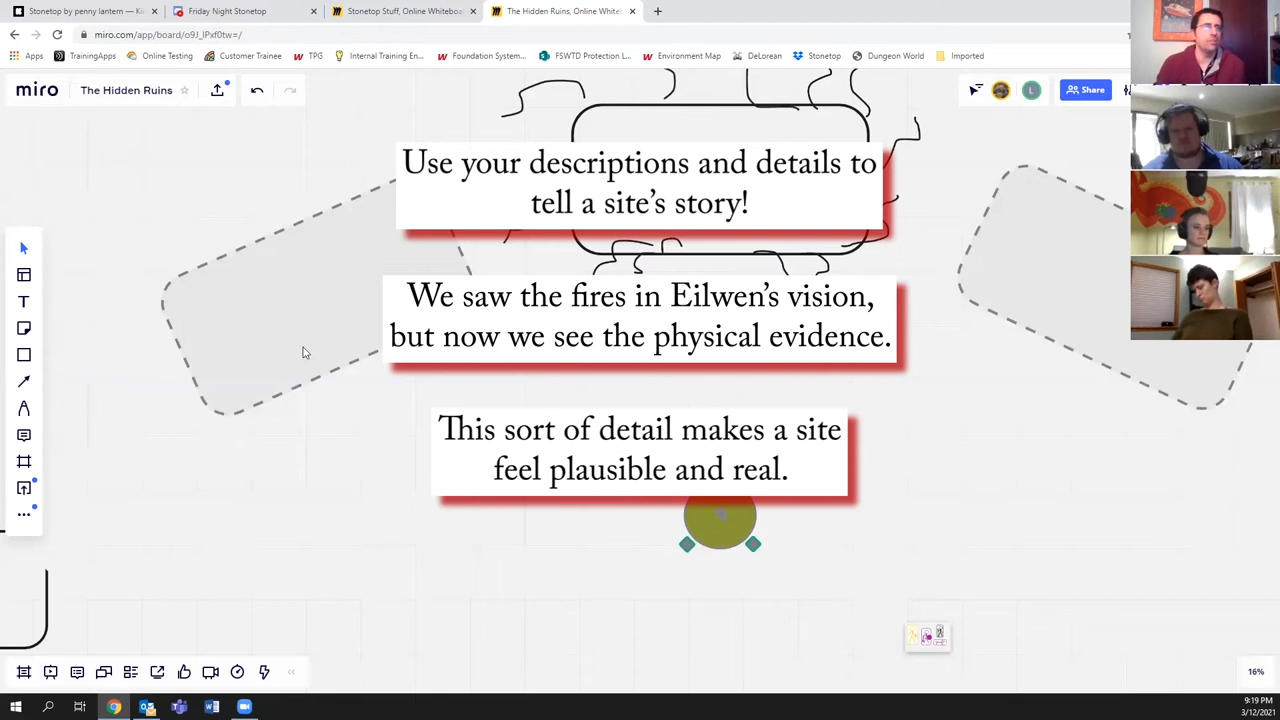 Stonetop by penny lantern — Ki
Friday Night Stonetop
Stonetop Stuff, Online Whiteboa
The Hidden Ruins, Online Whiteb
miro.com/app/board/o9J_lPxf0tw=/
Apps
TrainingApps
Online Testing
Customer Trainee
TPG
Internal Training En...
Foundation System...
FSWTD Protection L...
Environment Map
DeLorean
Stonetop
Dungeon World
Imported
miro
The Hidden Ruins
Share
Use your descriptions and details to
tell a site's story!
We saw the fires in Eilwen's vision,
but now we see the physical evidence.
This sort of detail makes a site
feel plausible and real.
16%
9:19 PM
3/12/2021